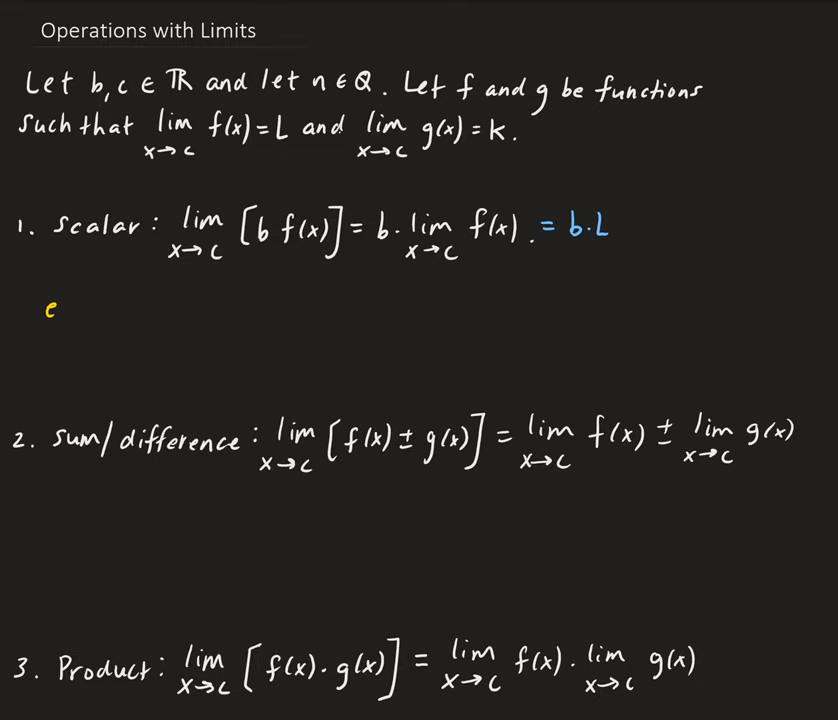 Operations with Limits
Let b, c ∈ ℝ and let n ∈ ℚ. Let f and g be functions
such that lim x→c f(x) = L and lim x→c g(x) = k.
1. Scalar: lim x→c [b f(x)] = b · lim x→c f(x). = b·L
e
2. Sum/difference: lim x→c [f(x) ± g(x)] = lim x→c f(x) ± lim x→c g(x)
3. Product: lim x→c [f(x) · g(x)] = lim x→c f(x) · lim x→c g(x)